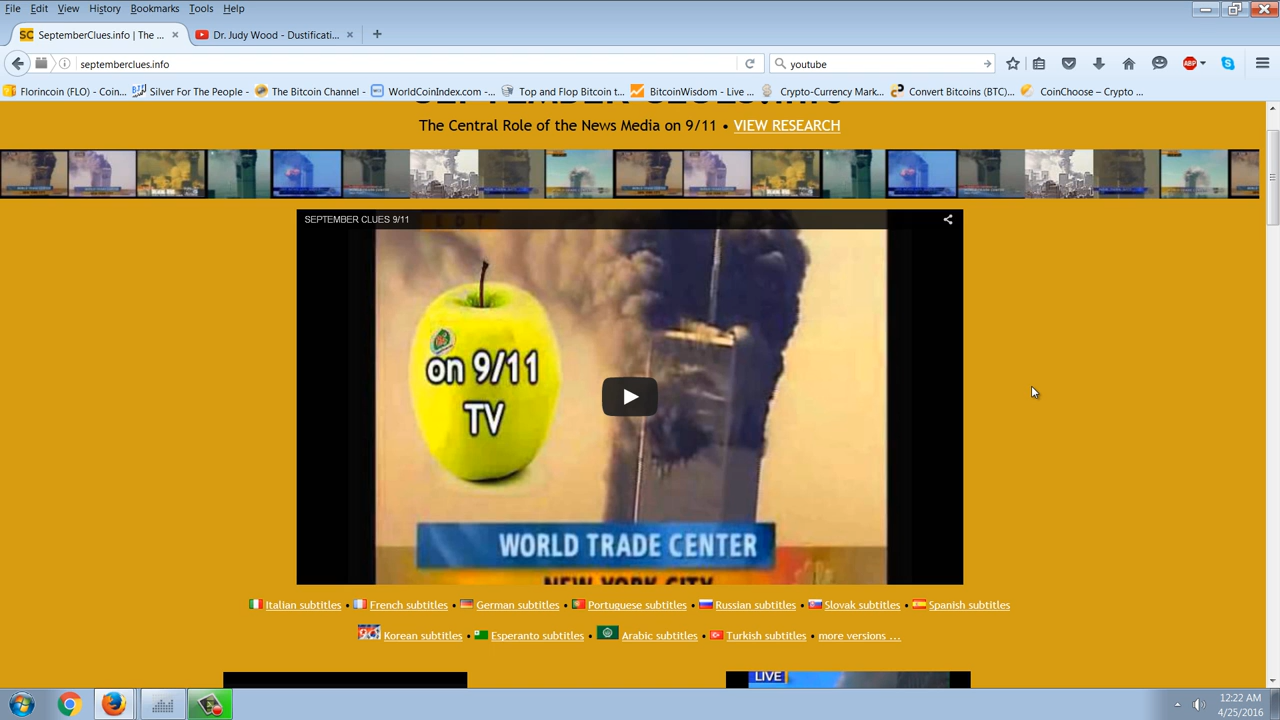 File Edit View History Bookmarks Tools Help
SC SeptemberClues.info | The ... × Dr. Judy Wood - Dustificati... × +
septemberclues.info youtube ABP
Florincoin (FLO) - Coin... Silver For The People - The Bitcoin Channel - WorldCoinIndex.com -... Top and Flop Bitcoin t... BitcoinWisdom - Live ... Crypto-Currency Mark... Convert Bitcoins (BTC)... CoinChoose – Crypto ...
SEPTEMBER CLUES.info
The Central Role of the News Media on 9/11 • VIEW RESEARCH
SEPTEMBER CLUES 9/11
on 9/11
TV
WORLD TRADE CENTER
NEW YORK CITY
Italian subtitles • French subtitles • German subtitles • Portuguese subtitles • Russian subtitles • Slovak subtitles • Spanish subtitles
Korean subtitles • Esperanto subtitles • Arabic subtitles • Turkish subtitles • more versions ...
LIVE
12:22 AM
4/25/2016